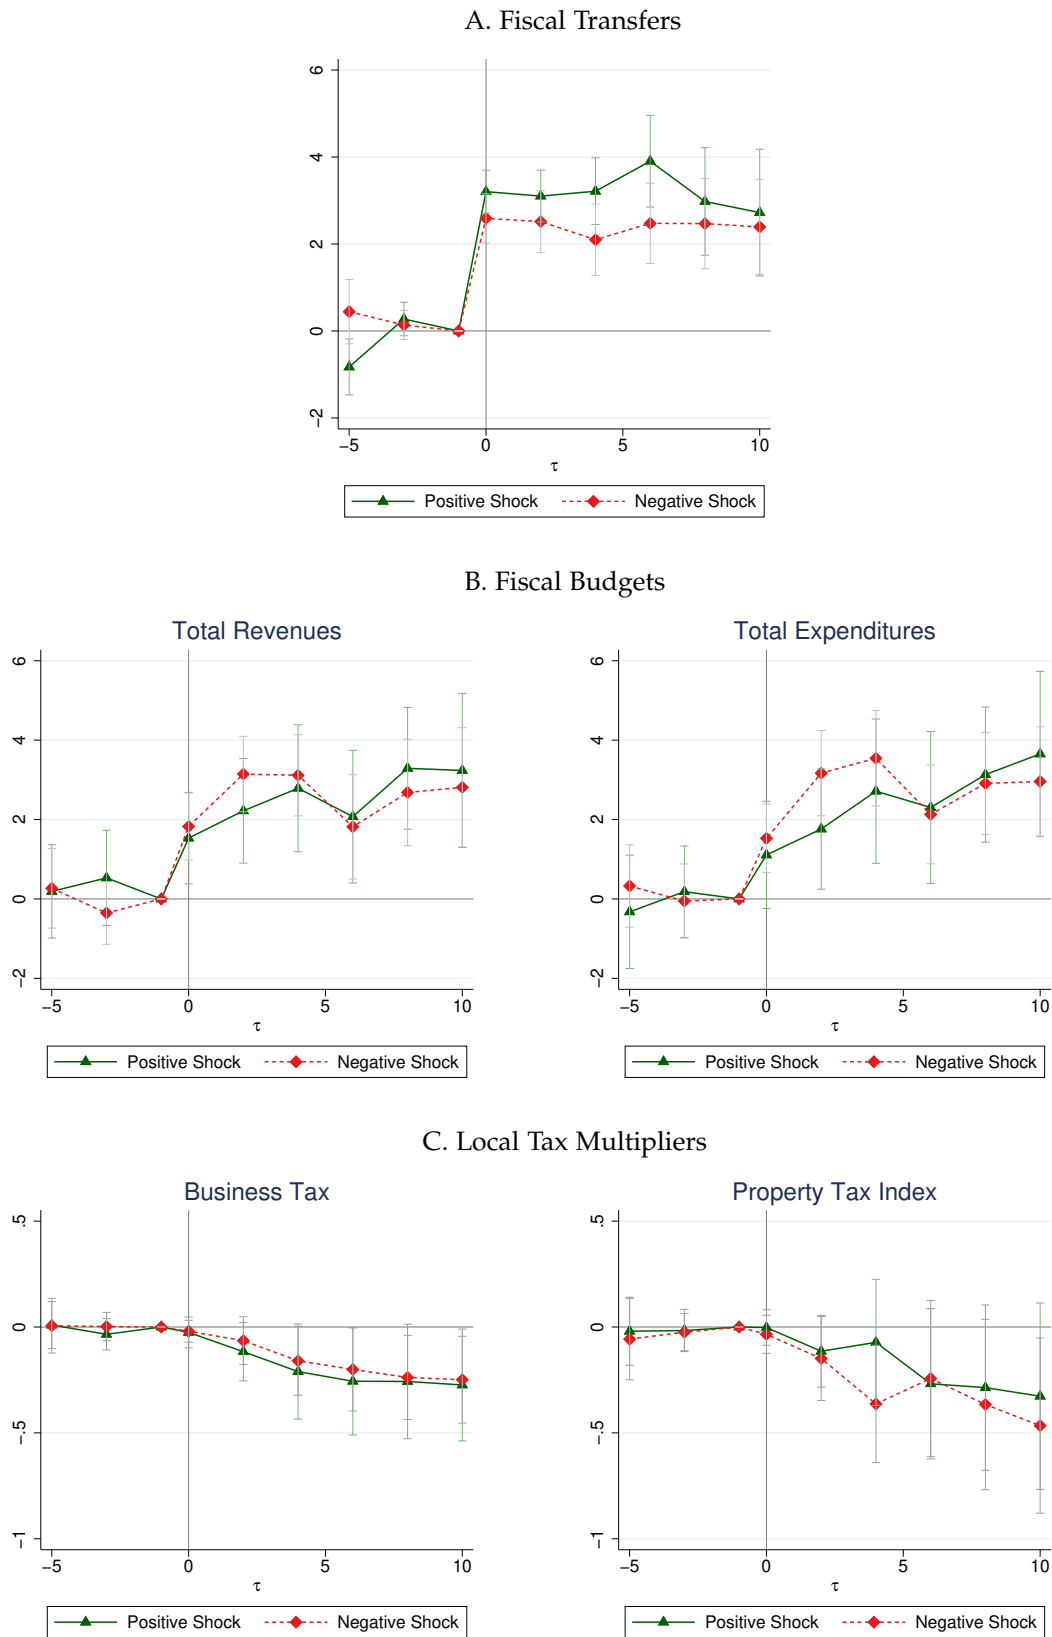 A. Fiscal Transfers
6
4
2
0
−2
−5 0 5 10
τ
Positive Shock Negative Shock
B. Fiscal Budgets
Total Revenues
6
4
2
0
−2
−5 0 5 10
τ
Positive Shock Negative Shock
Total Expenditures
6
4
2
0
−2
−5 0 5 10
τ
Positive Shock Negative Shock
C. Local Tax Multipliers
Business Tax
.5
0
−.5
−1
−5 0 5 10
τ
Positive Shock Negative Shock
Property Tax Index
.5
0
−.5
−1
−5 0 5 10
τ
Positive Shock Negative Shock